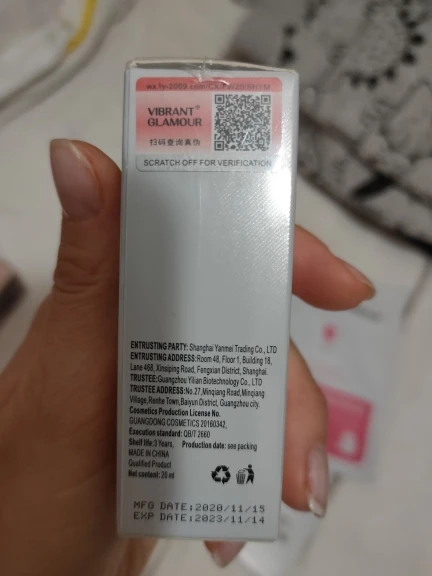 VIBRANT®
GLAMOUR
扫码查询真伪
SCRATCH OFF FOR VERIFICATION
ENTRUSTING PARTY: Shanghai Yanmei Trading Co., LTD
ENTRUSTING ADDRESS: Room 48, Floor 1, Building 18,
Lane 468, Xinsiping Road, Fengxian District, Shanghai.
TRUSTEE:Guangzhou Yilian Biotechnology Co., LTD
TRUSTEE ADDRESS:No.27,Minqiang Road,Minqiang
Village,Renhe Town,Baiyun District, Guangzhou city.
Cosmetics Production License No.
GUANGDONG COSMETICS 20160342,
Execution standard: QB/T 2660
Shelf life:3 Years, Production date: see packing
MADE IN CHINA
Qualified Product
Net content: 20 ml
MFG DATE:2020/11/15
EXP DATE:2023/11/14